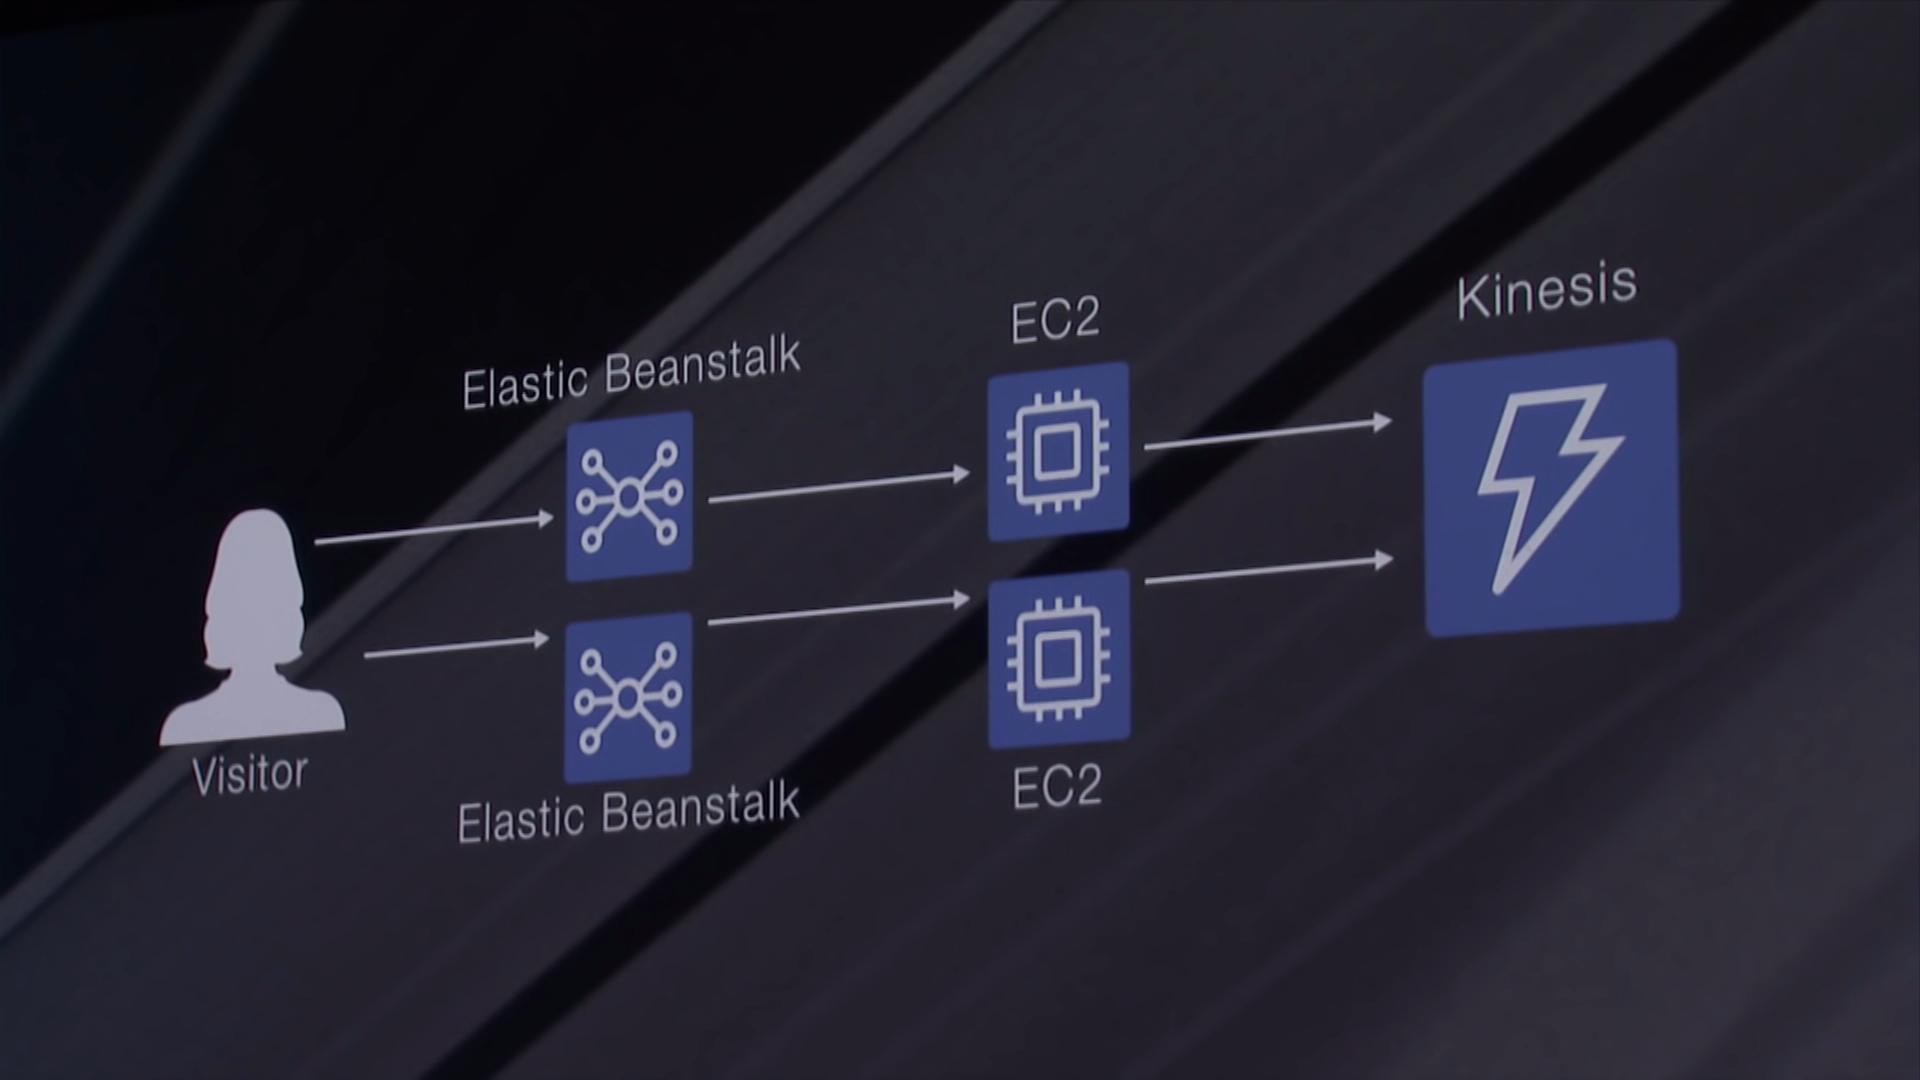 Visitor
Elastic Beanstalk
Elastic Beanstalk
EC2
EC2
Kinesis